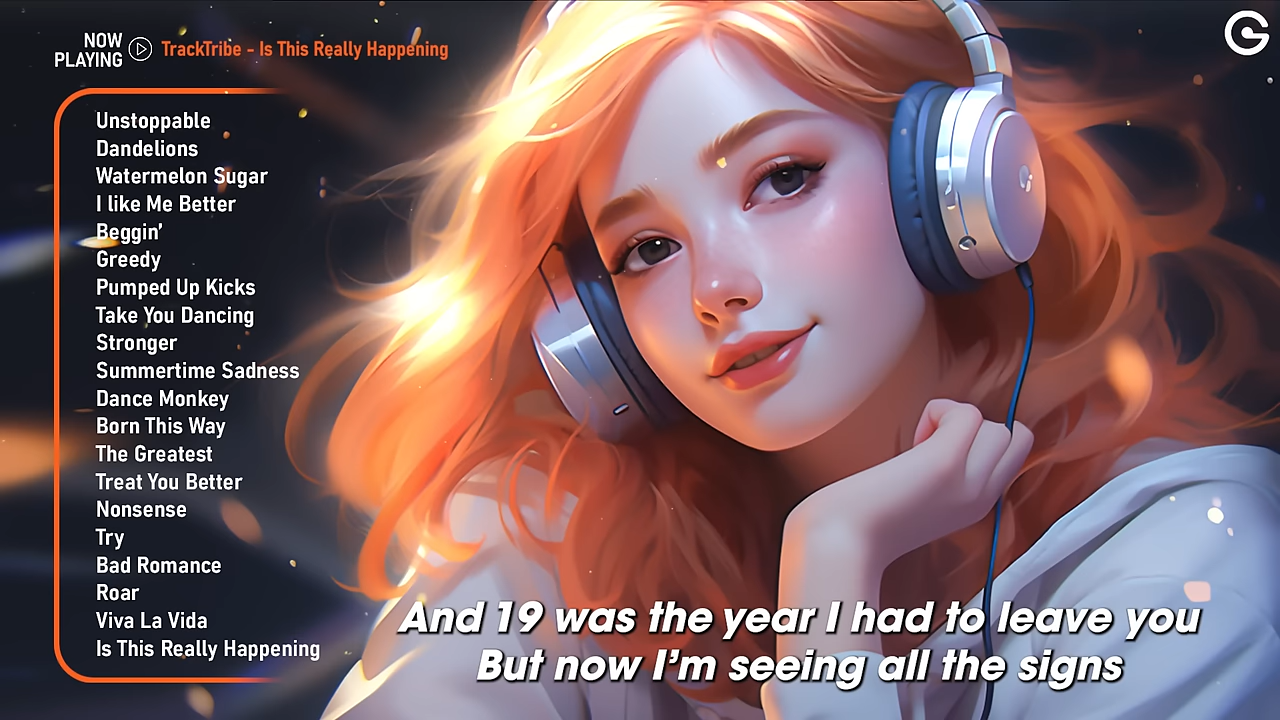 NOW
PLAYING
TrackTribe - Is This Really Happening
Unstoppable
Dandelions
Watermelon Sugar
I like Me Better
Beggin’
Greedy
Pumped Up Kicks
Take You Dancing
Stronger
Summertime Sadness
Dance Monkey
Born This Way
The Greatest
Treat You Better
Nonsense
Try
Bad Romance
Roar
Viva La Vida
Is This Really Happening
And 19 was the year I had to leave you
But now I’m seeing all the signs